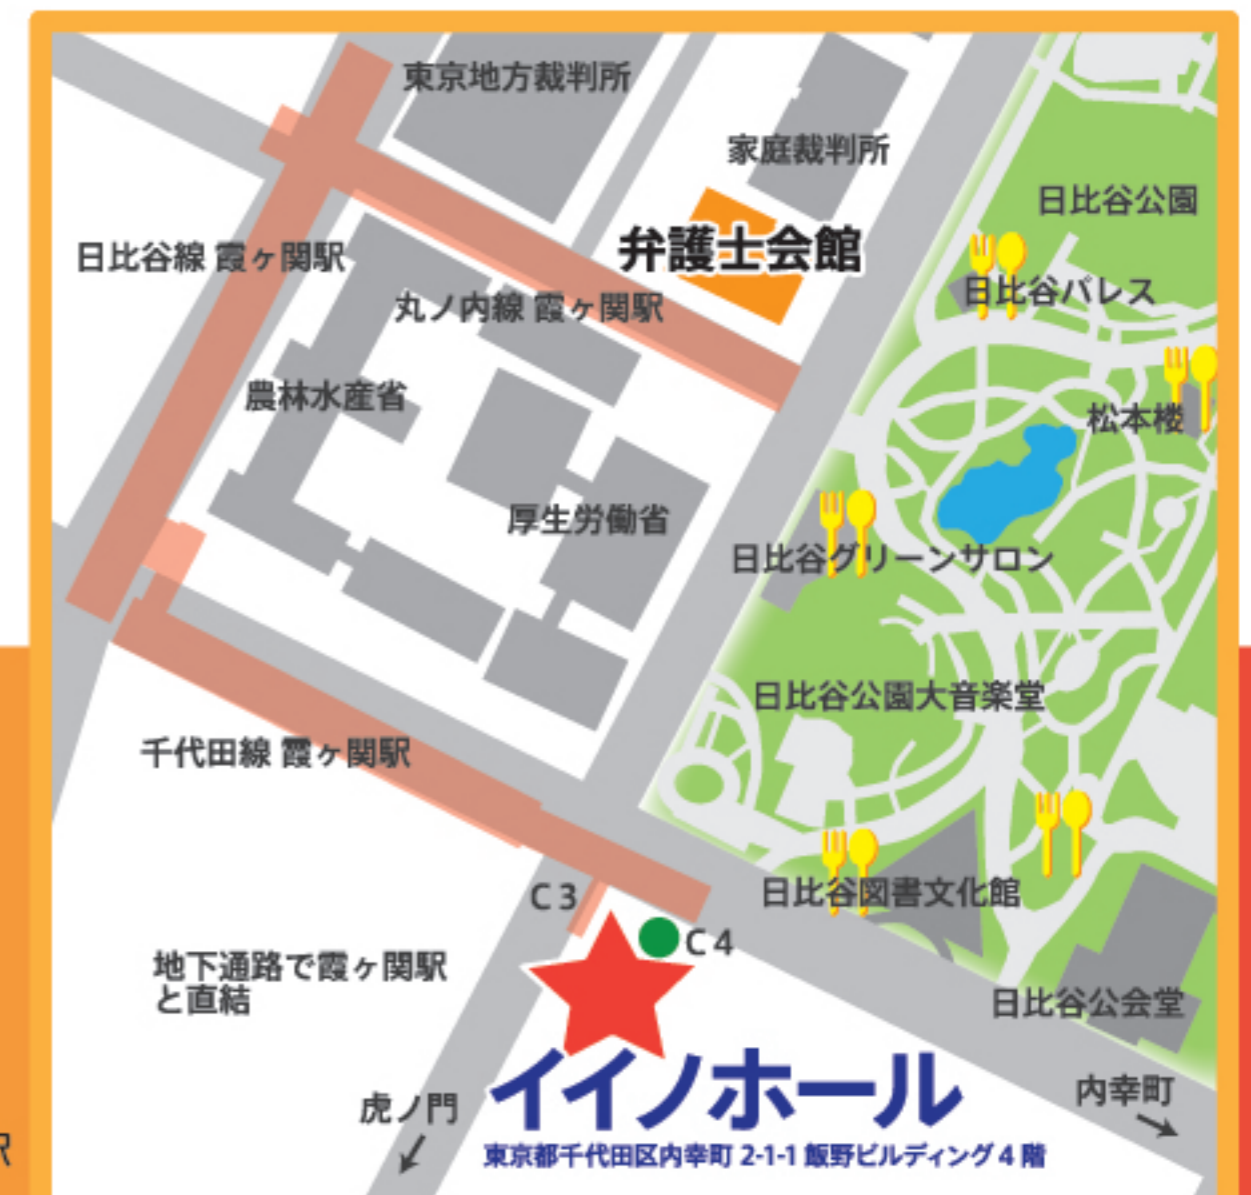 東京地方裁判所
家庭裁判所
日比谷公園
弁護士会館
日比谷線 霞ヶ関駅
日比谷パレス
丸ノ内線 霞ヶ関駅
農林水産省
松本楼
厚生労働省
日比谷グリーンサロン
日比谷公園大音楽堂
千代田線 霞ヶ関駅
C3
日比谷図書文化館
C4
地下通路で霞ヶ関駅
と直結
日比谷公会堂
イイノホール
内幸町
虎ノ門
東京都千代田区内幸町 2-1-1 飯野ビルディング 4 階